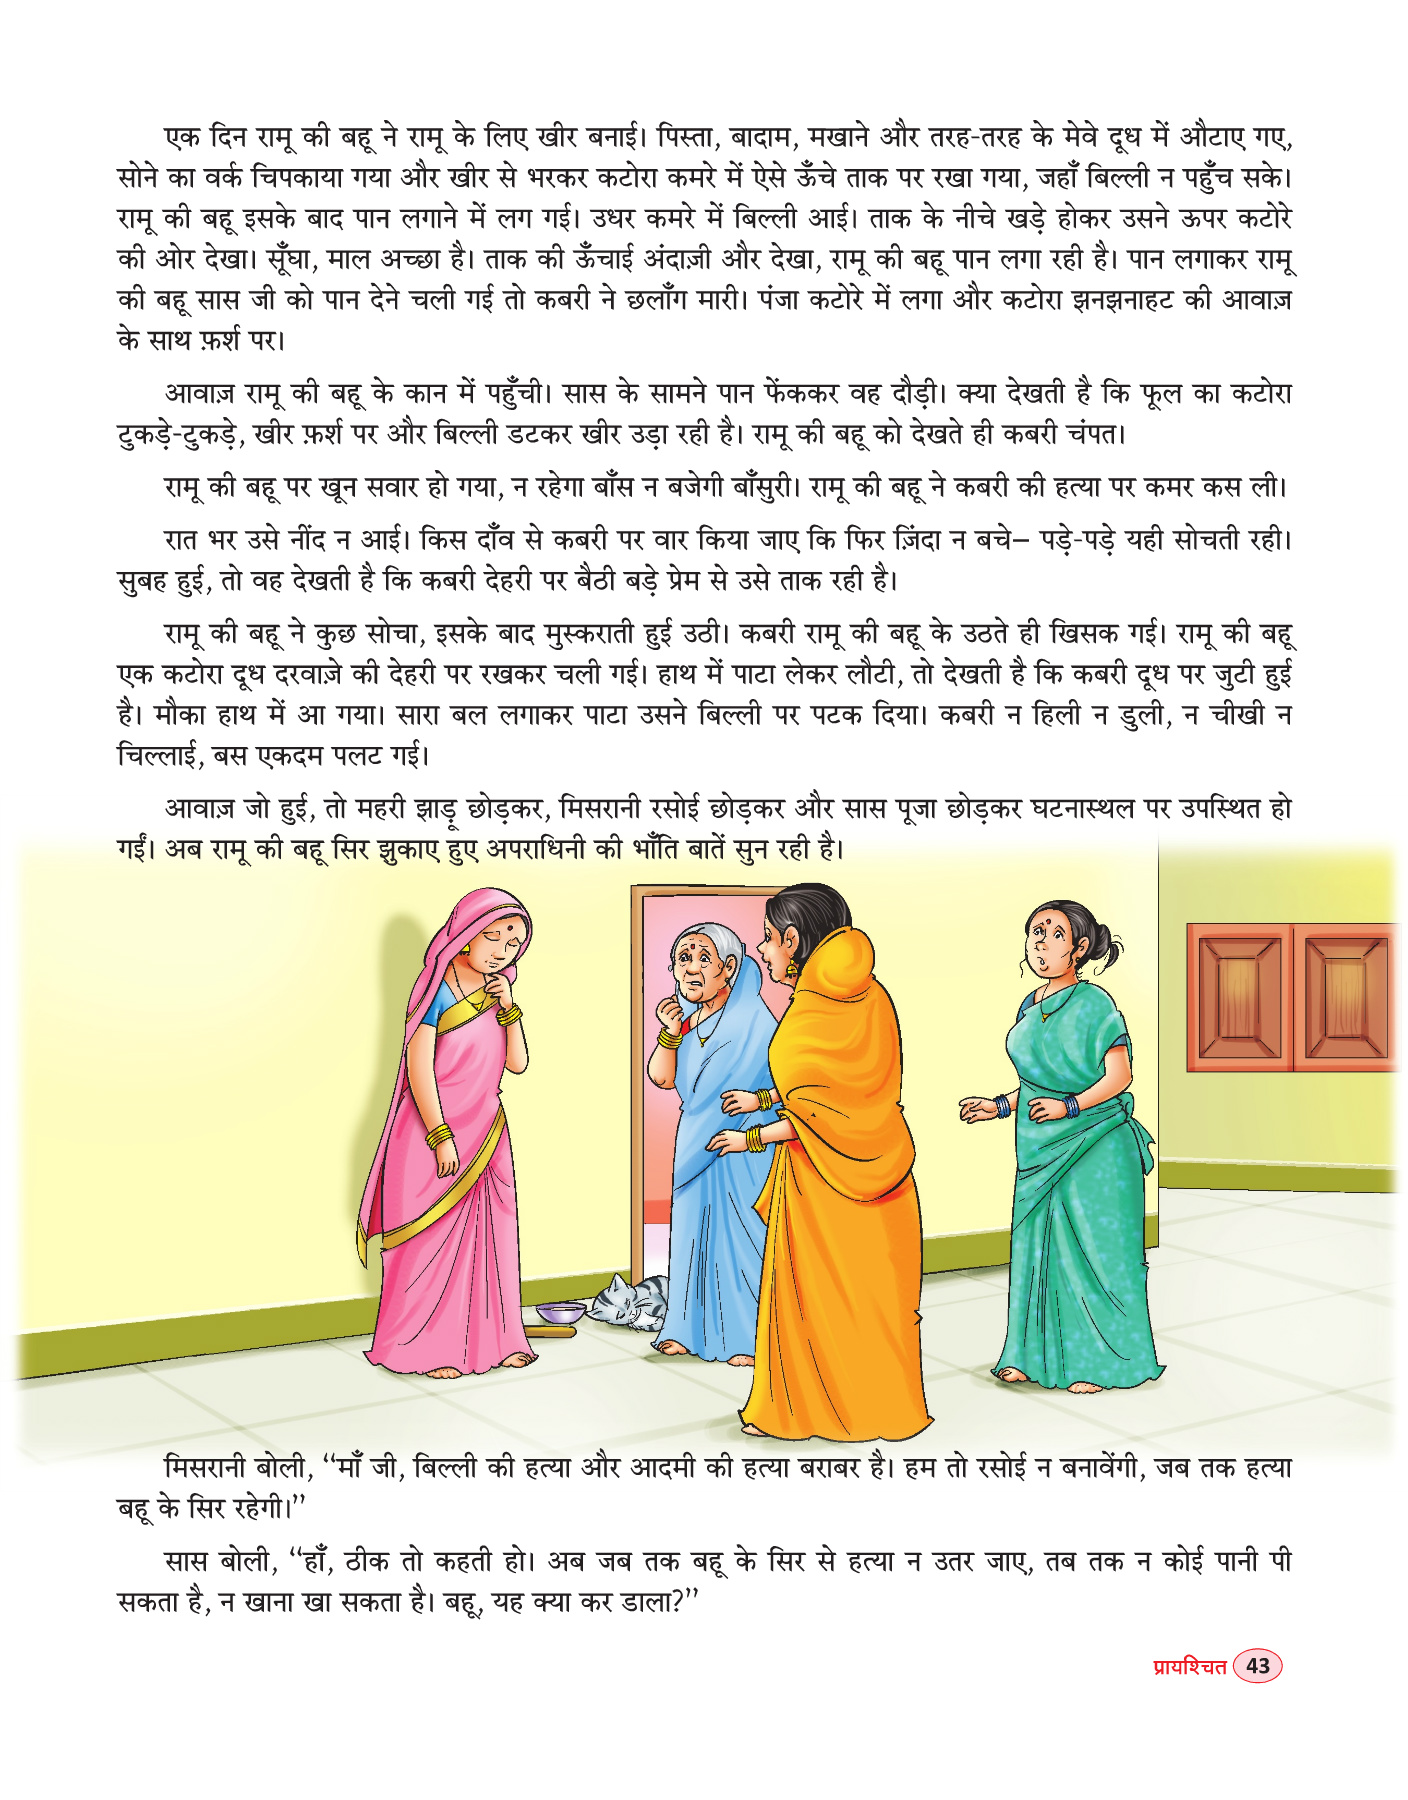 एक दिन रामू की बहू ने रामू के लिए खीर बनाई। पिस्ता, बादाम, मखाने और तरह-तरह के मेवे दूध में औटाए गए,
सोने का वर्क चिपकाया गया और खीर से भरकर कटोरा कमरे में ऐसे ऊँचे ताक पर रखा गया, जहाँ बिल्ली न पहुँच सके।
रामू की बहू इसके बाद पान लगाने में लग गई। उधर कमरे में बिल्ली आई। ताक के नीचे खड़े होकर उसने ऊपर कटोरे
की ओर देखा। सूँघा, माल अच्छा है। ताक की ऊँचाई अंदाज़ी और देखा, रामू की बहू पान लगा रही है। पान लगाकर रामू
की बहू सास जी को पान देने चली गई तो कबरी ने छलाँग मारी। पंजा कटोरे में लगा और कटोरा झनझनाहट की आवाज़
के साथ फ़र्श पर।
आवाज़ रामू की बहू के कान में पहुँची। सास के सामने पान फेंककर वह दौड़ी। क्या देखती है कि फूल का कटोरा
टुकड़े-टुकड़े, खीर फ़र्श पर और बिल्ली डटकर खीर उड़ा रही है। रामू की बहू को देखते ही कबरी चंपत।
रामू की बहू पर खून सवार हो गया, न रहेगा बाँस न बजेगी बाँसुरी। रामू की बहू ने कबरी की हत्या पर कमर कस ली।
रात भर उसे नींद न आई। किस दाँव से कबरी पर वार किया जाए कि फिर ज़िंदा न बचे– पड़े-पड़े यही सोचती रही।
सुबह हुई, तो वह देखती है कि कबरी देहरी पर बैठी बड़े प्रेम से उसे ताक रही है।
रामू की बहू ने कुछ सोचा, इसके बाद मुस्कराती हुई उठी। कबरी रामू की बहू के उठते ही खिसक गई। रामू की बहू
एक कटोरा दूध दरवाज़े की देहरी पर रखकर चली गई। हाथ में पाटा लेकर लौटी, तो देखती है कि कबरी दूध पर जुटी हुई
है। मौका हाथ में आ गया। सारा बल लगाकर पाटा उसने बिल्ली पर पटक दिया। कबरी न हिली न डुली, न चीखी न
चिल्लाई, बस एकदम पलट गई।
आवाज़ जो हुई, तो महरी झाड़ू छोड़कर, मिसरानी रसोई छोड़कर और सास पूजा छोड़कर घटनास्थल पर उपस्थित हो
गईं। अब रामू की बहू सिर झुकाए हुए अपराधिनी की भाँति बातें सुन रही है।
मिसरानी बोली, “माँ जी, बिल्ली की हत्या और आदमी की हत्या बराबर है। हम तो रसोई न बनावेंगी, जब तक हत्या
बहू के सिर रहेगी।”
सास बोली, “हाँ, ठीक तो कहती हो। अब जब तक बहू के सिर से हत्या न उतर जाए, तब तक न कोई पानी पी
सकता है, न खाना खा सकता है। बहू, यह क्या कर डाला?”
प्रायश्चित 43